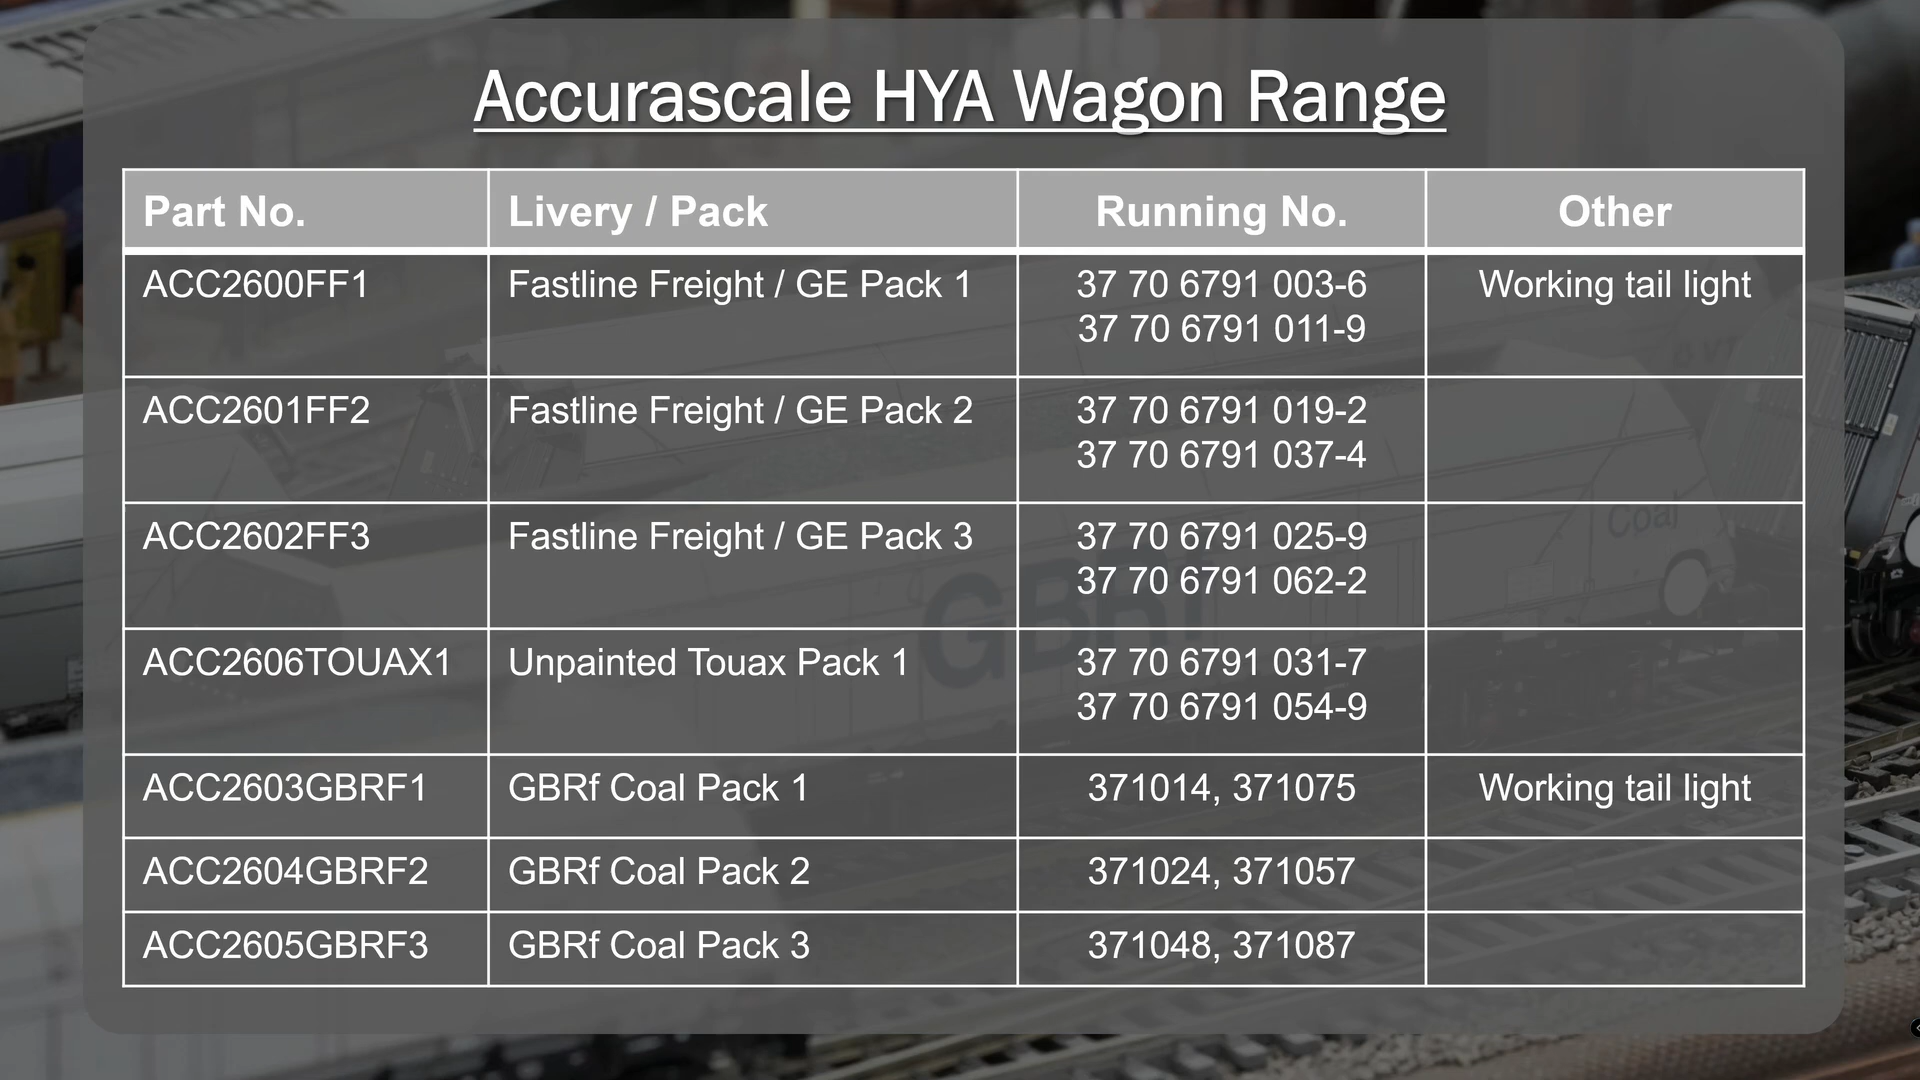 Accurascale HYA Wagon Range
Part No. Livery / Pack Running No. Other
ACC2600FF1 Fastline Freight / GE Pack 1 37 70 6791 003-6 Working tail light
37 70 6791 011-9
ACC2601FF2 Fastline Freight / GE Pack 2 37 70 6791 019-2
37 70 6791 037-4
ACC2602FF3 Fastline Freight / GE Pack 3 37 70 6791 025-9
37 70 6791 062-2
ACC2606TOUAX1 Unpainted Touax Pack 1 37 70 6791 031-7
37 70 6791 054-9
ACC2603GBRF1 GBRf Coal Pack 1 371014, 371075 Working tail light
ACC2604GBRF2 GBRf Coal Pack 2 371024, 371057
ACC2605GBRF3 GBRf Coal Pack 3 371048, 371087
GBRf
Coal